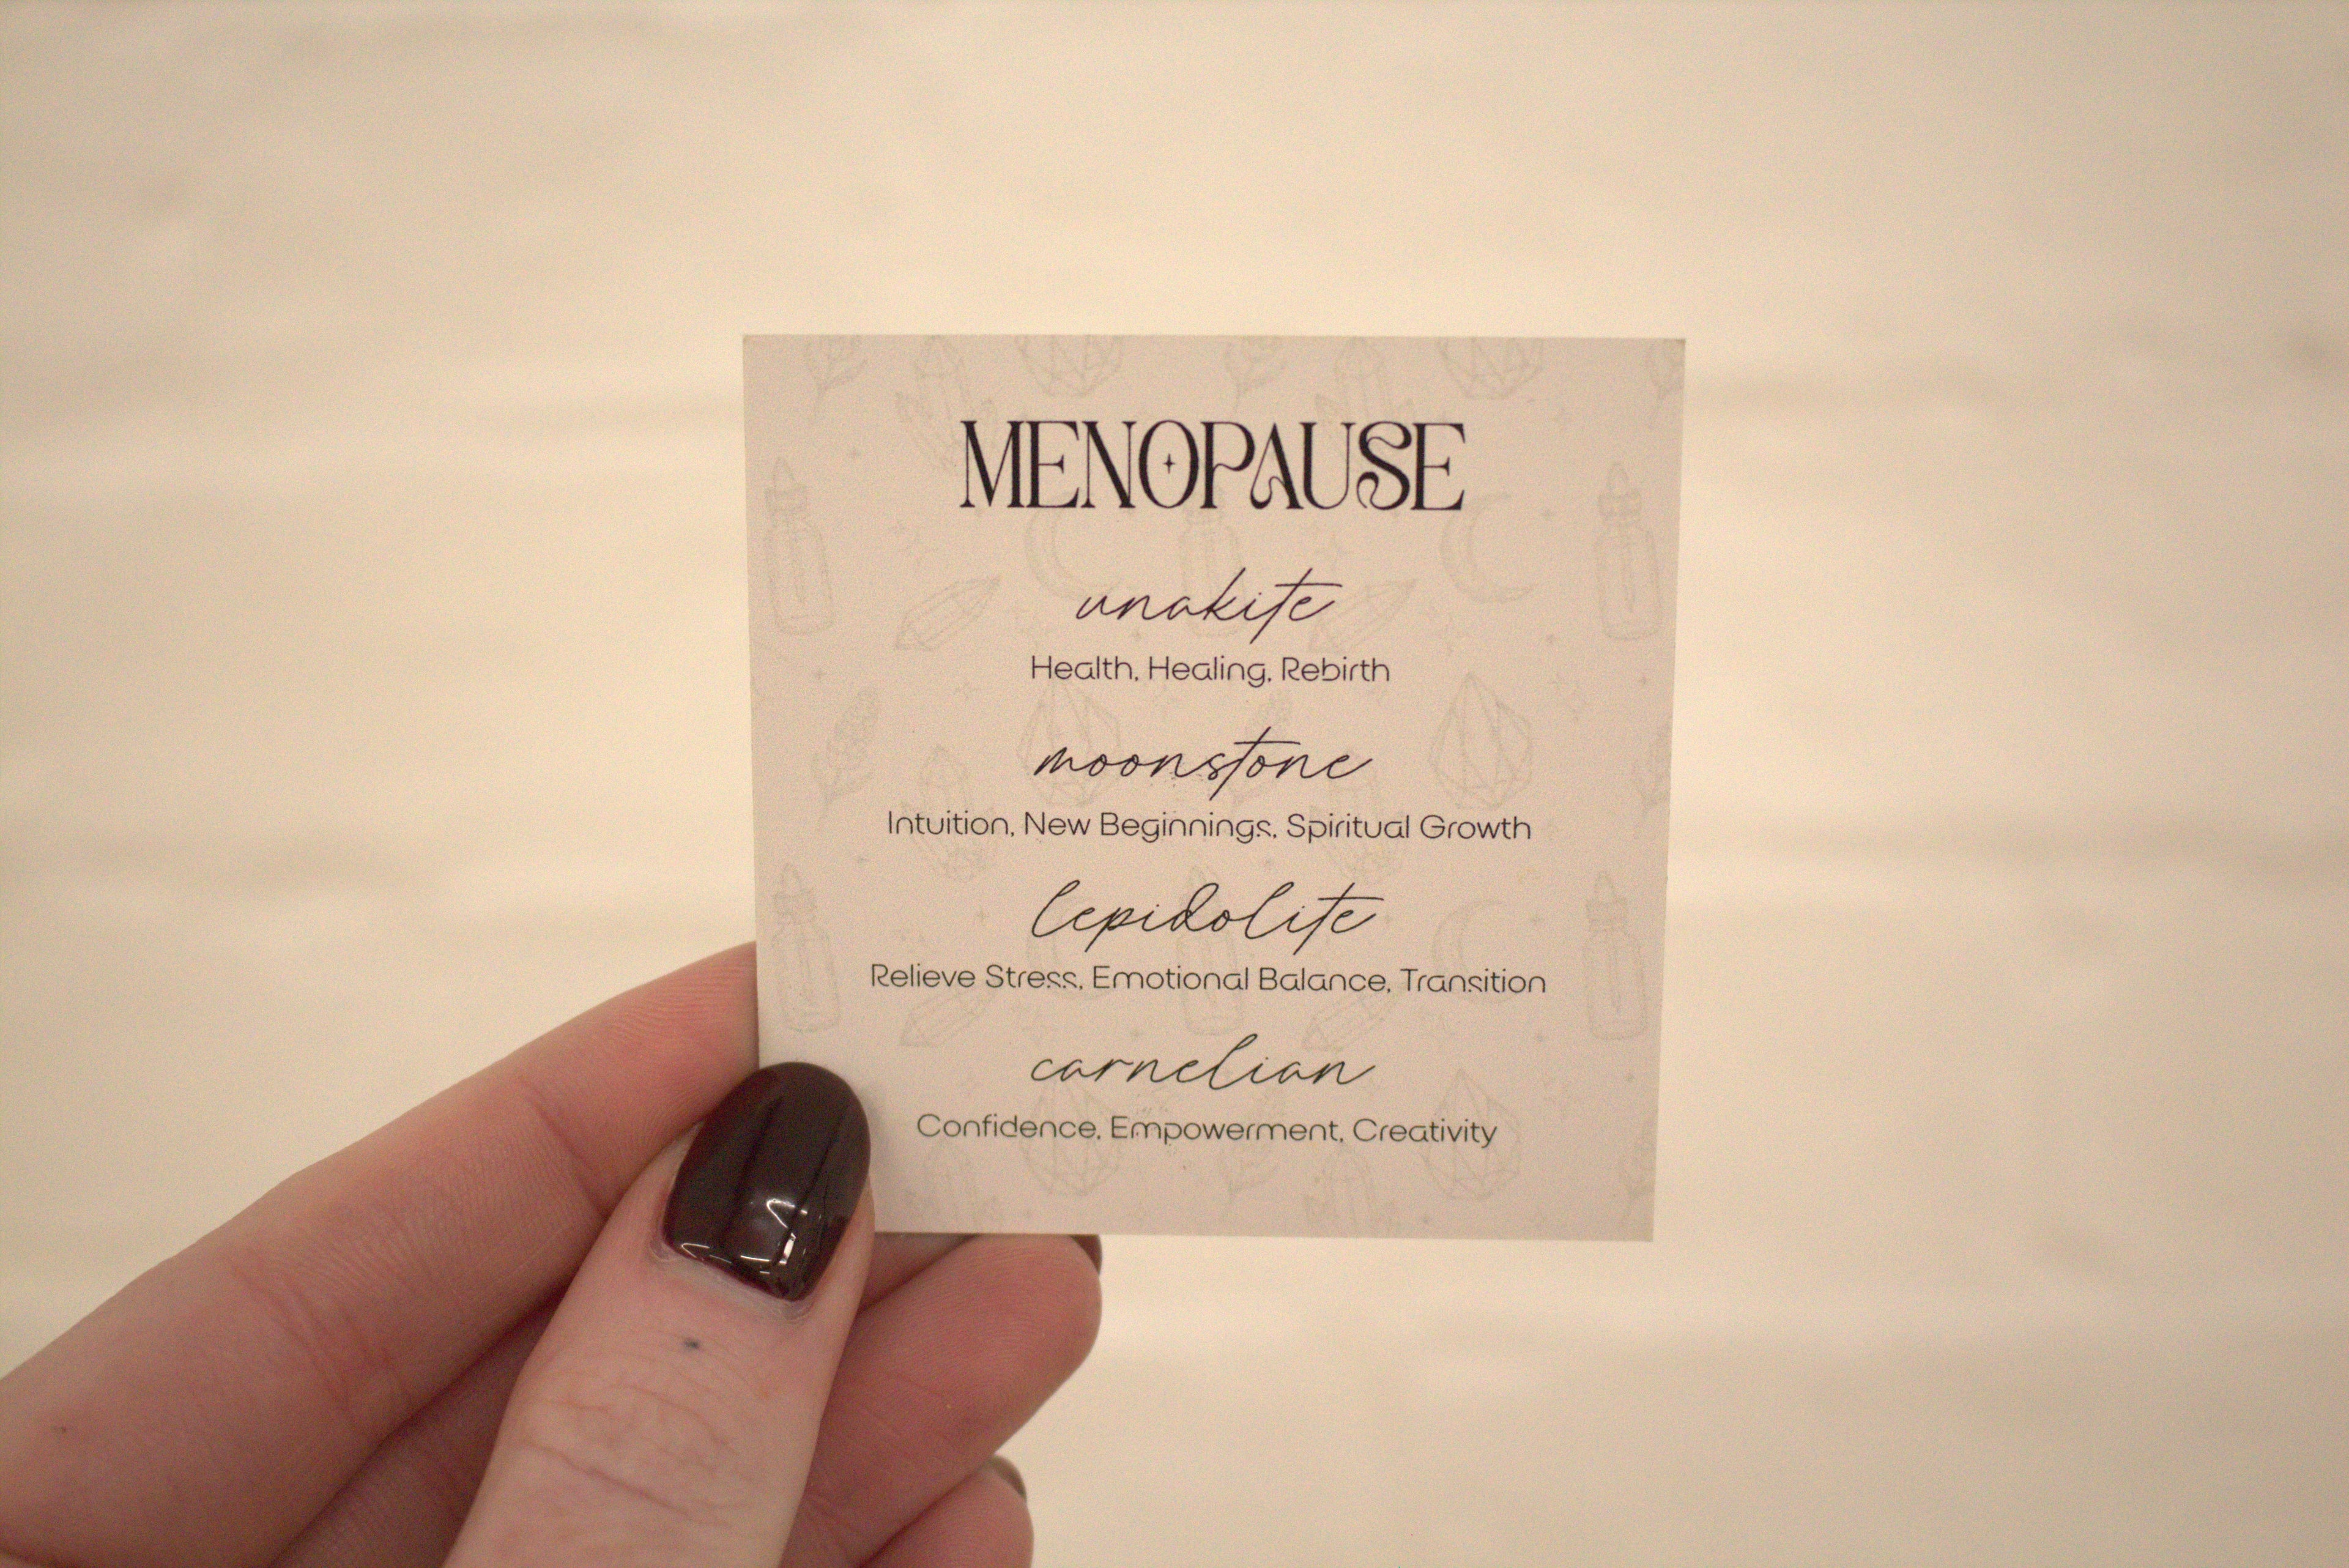 MENOPAUSE
unakite
Health, Healing, Rebirth
moonstone
Intuition, New Beginnings, Spiritual Growth
lepidolite
Relieve Stress, Emotional Balance, Transition
carnelian
Confidence, Empowerment, Creativity